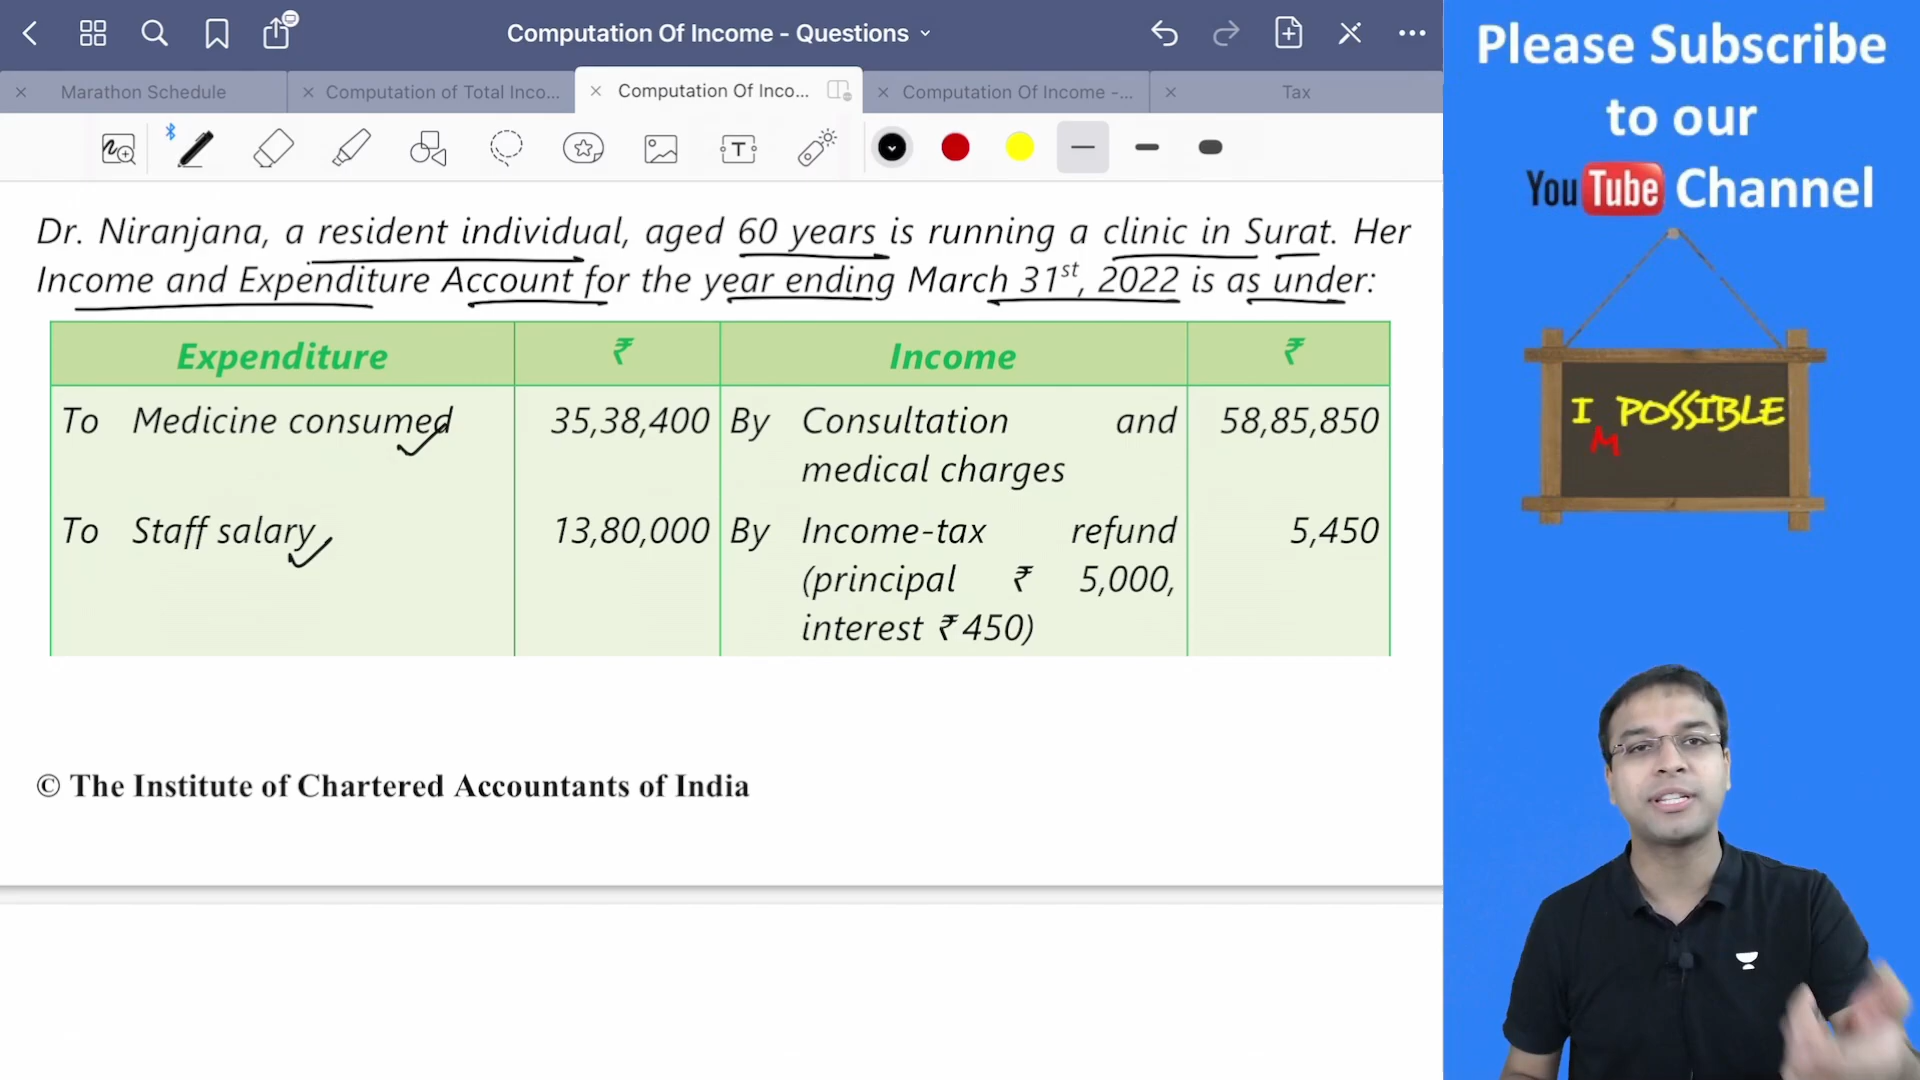 Computation Of Income - Questions
Marathon Schedule
Computation of Total Inco...
Computation Of Inco...
Computation Of Income -...
Tax
T
Dr. Niranjana, a resident individual, aged 60 years is running a clinic in Surat. Her
Income and Expenditure Account for the year ending March 31st, 2022 is as under:
Expenditure ₹ Income ₹
To Medicine consumed 35,38,400 By Consultation and 58,85,850
medical charges
To Staff salary 13,80,000 By Income-tax refund 5,450
(principal ₹ 5,000,
interest ₹ 450)
© The Institute of Chartered Accountants of India
Please Subscribe
to our
YouTube Channel
I POSSIBLE
M